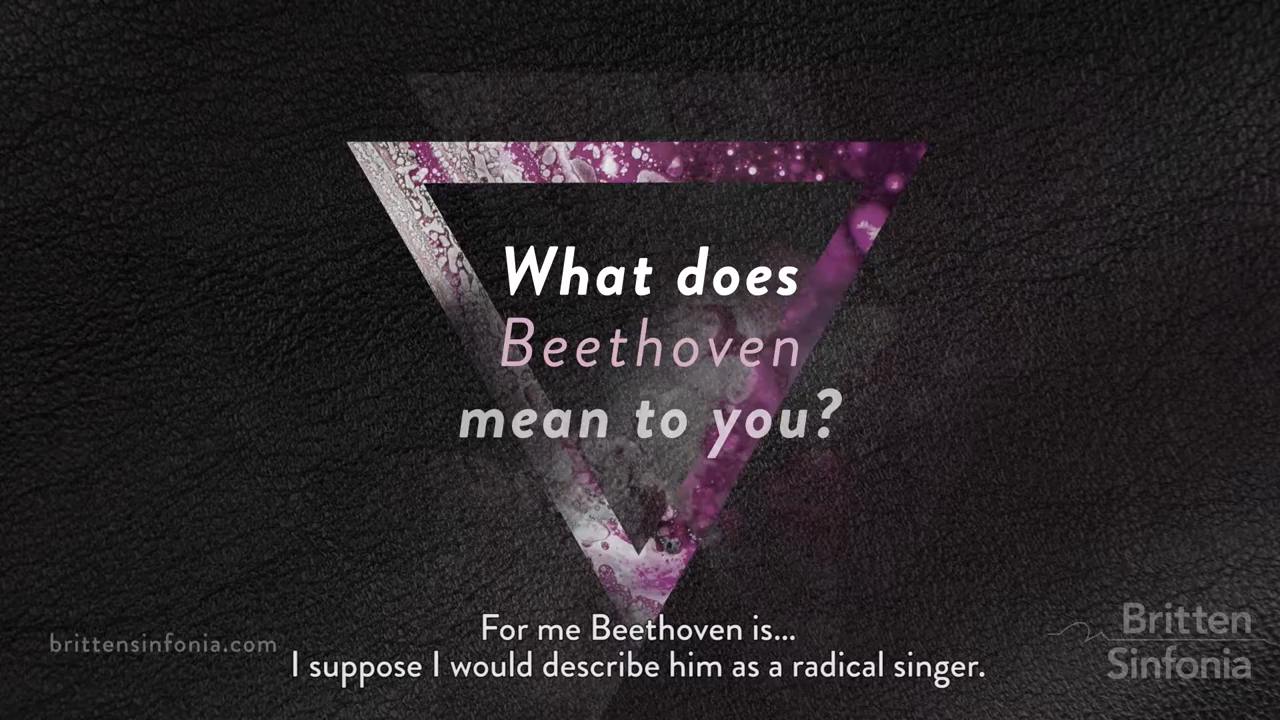 What does
Beethoven
mean to you?
For me Beethoven is...
I suppose I would describe him as a radical singer.
brittensinfonia.com
Britten
Sinfonia